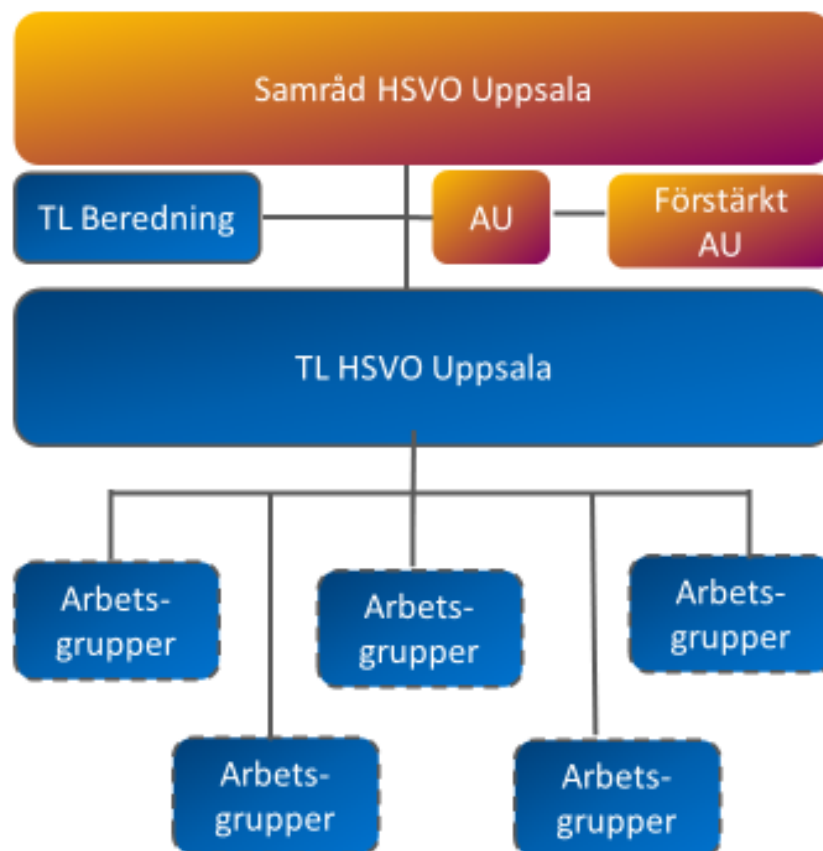 Samråd HSVO Uppsala
TL Beredning
AU
Förstärkt
AU
TL HSVO Uppsala
Arbets-
grupper
Arbets-
grupper
Arbets-
grupper
Arbets-
grupper
Arbets-
grupper